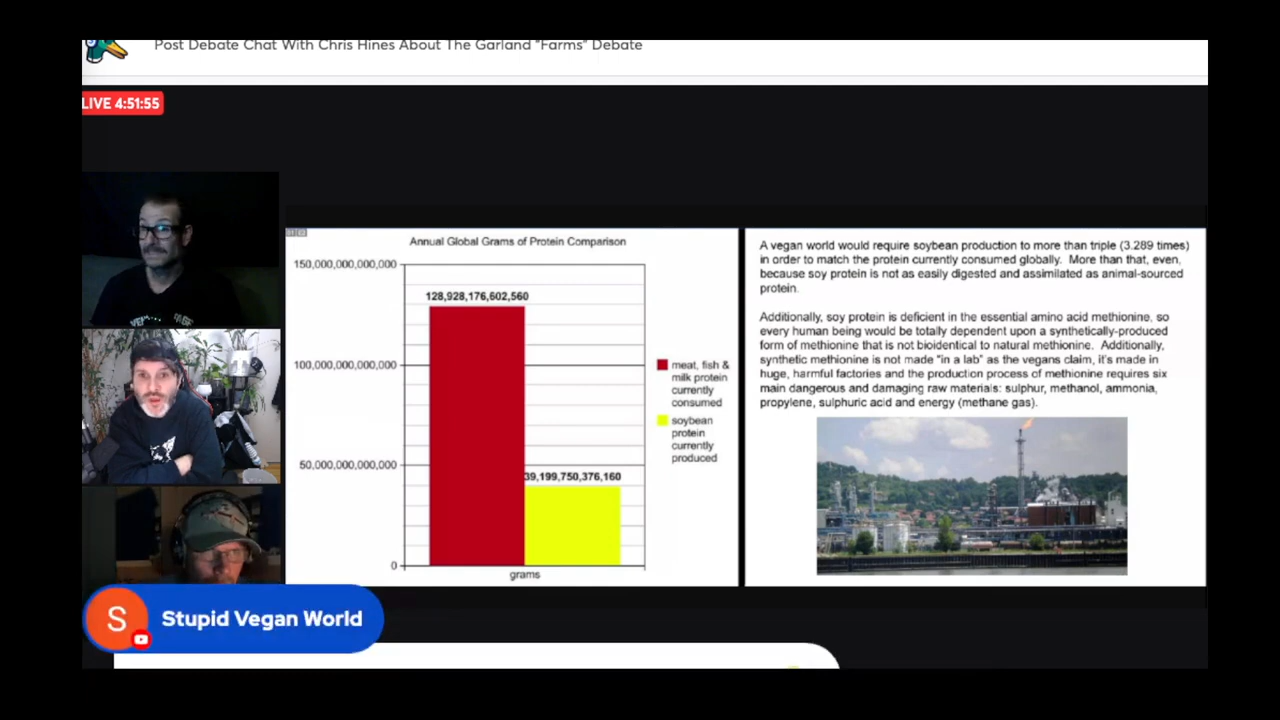 Post Debate Chat With Chris Hines About The Garland "Farms" Debate
LIVE 4:51:55
Annual Global Grams of Protein Comparison
150,000,000,000,000
128,928,176,602,560
100,000,000,000,000
meat, fish &
milk protein
currently
consumed
soybean
protein
currently
produced
50,000,000,000,000
39,199,750,376,160
0
grams
A vegan world would require soybean production to more than triple (3.289 times)
in order to match the protein currently consumed globally. More than that, even,
because soy protein is not as easily digested and assimilated as animal-sourced
protein.
Additionally, soy protein is deficient in the essential amino acid methionine, so
every human being would be totally dependent upon a synthetically-produced
form of methionine that is not bioidentical to natural methionine. Additionally,
synthetic methionine is not made "in a lab" as the vegans claim, it's made in
huge, harmful factories and the production process of methionine requires six
main dangerous and damaging raw materials: sulphur, methanol, ammonia,
propylene, sulphuric acid and energy (methane gas).
S
Stupid Vegan World